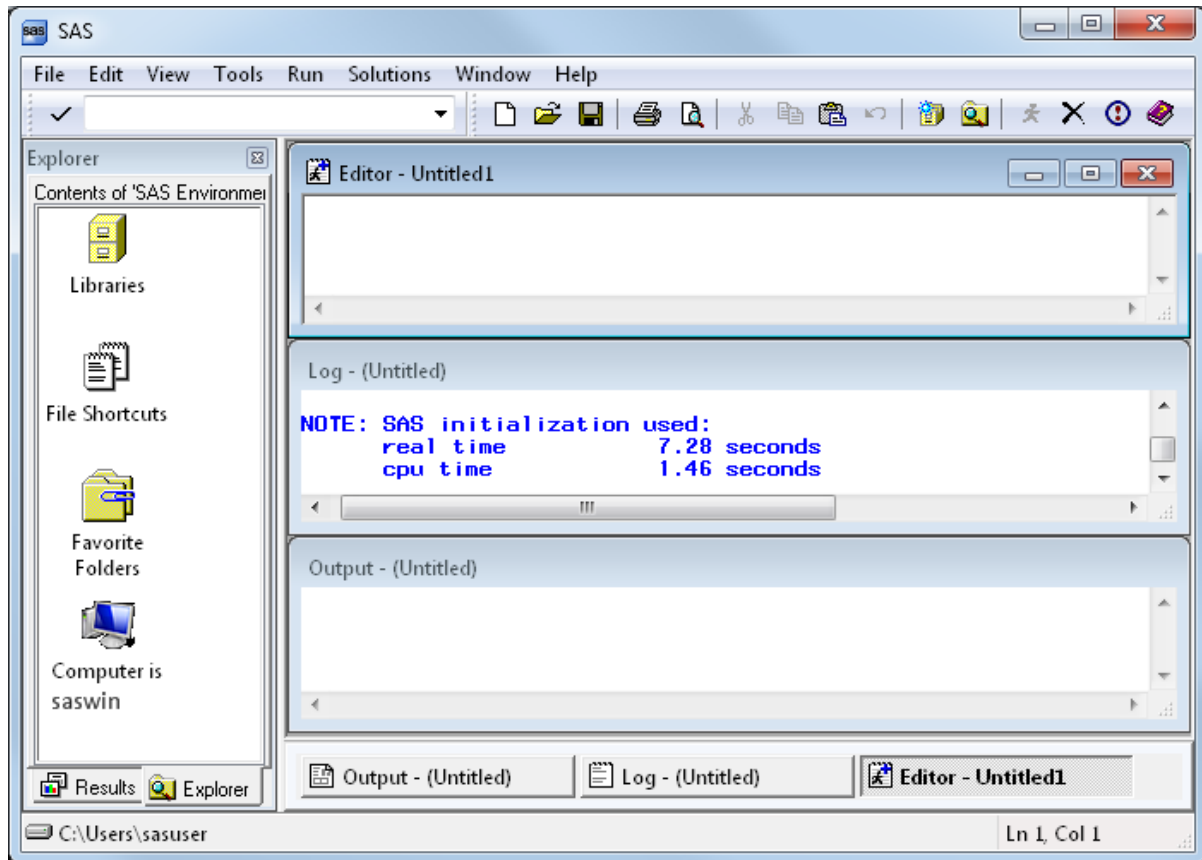 sas SAS
File Edit View Tools Run Solutions Window Help
Explorer
Contents of 'SAS Environmer
Libraries
File Shortcuts
Favorite
Folders
Computer is
saswin
Results Explorer
Editor - Untitled1
Log - (Untitled)
NOTE: SAS initialization used:
real time 7.28 seconds
cpu time 1.46 seconds
Output - (Untitled)
Output - (Untitled) Log - (Untitled) Editor - Untitled1
C:\Users\sasuser Ln 1, Col 1